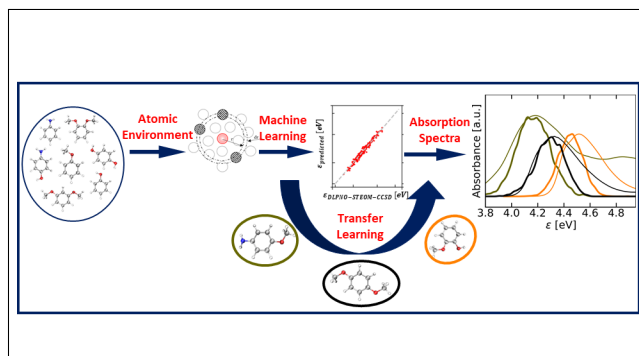 Atomic
Environment
Machine
Learning
ε_predicted [eV]
ε_DLPNO-STEOM-CCSD [eV]
Absorption
Spectra
Absorbance [a.u.]
3.8 4.0 4.2 4.4 4.6 4.8
ε [eV]
Transfer
Learning